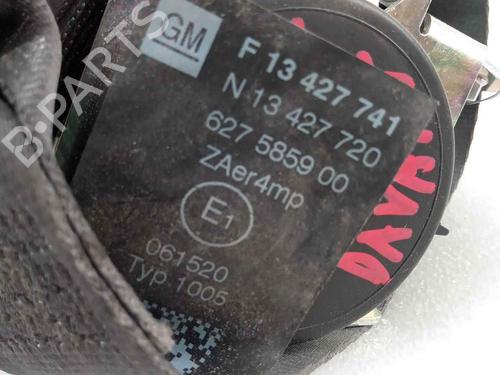 GM
F 13 427 741
N 13 427 720
627 5859 00
ZAer4mp
E1
061520
Typ 1005
B-PARTS